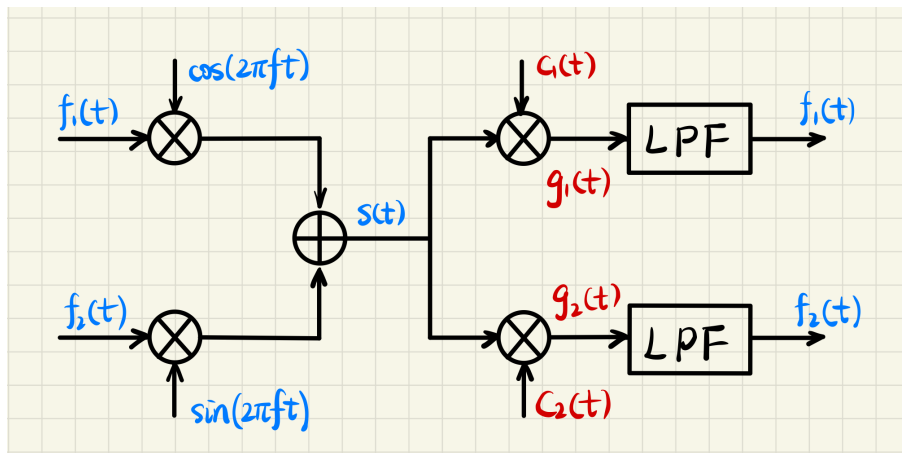 cos(2πft)
C₁(t)
f₁(t)
LPF
f₁(t)
g₁(t)
s(t)
f₂(t)
g₂(t)
LPF
f₂(t)
sin(2πft)
C₂(t)